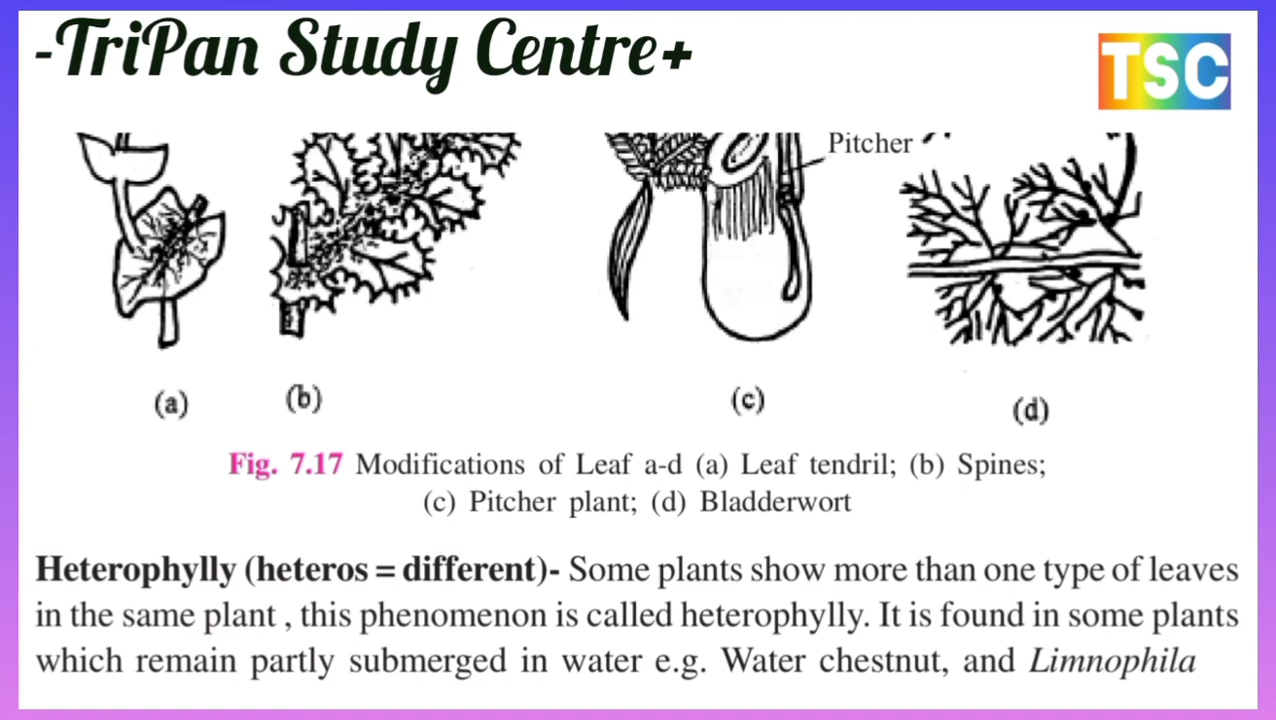 -TriPan Study Centre+
TSC
Pitcher
(a)
(b)
(c)
(d)
Fig. 7.17 Modifications of Leaf a-d (a) Leaf tendril; (b) Spines;
(c) Pitcher plant; (d) Bladderwort
Heterophylly (heteros = different)- Some plants show more than one type of leaves
in the same plant , this phenomenon is called heterophylly. It is found in some plants
which remain partly submerged in water e.g. Water chestnut, and Limnophila